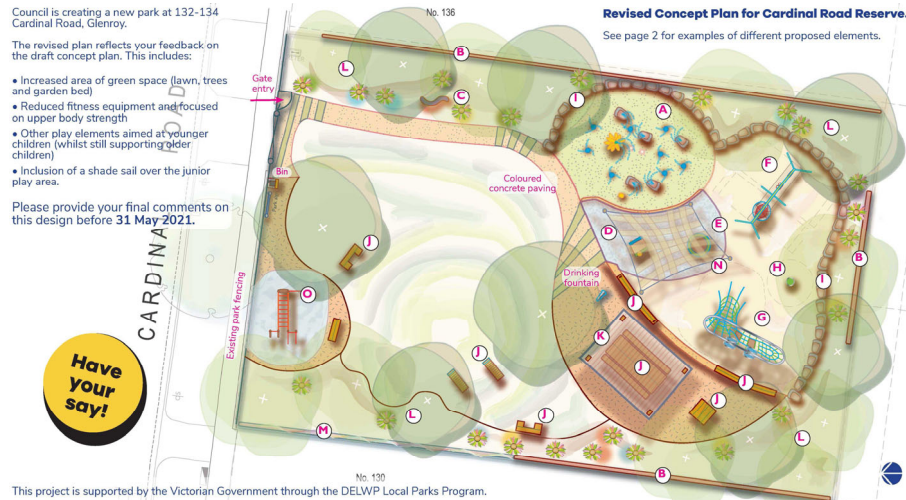 Council is creating a new park at 132-134
Cardinal Road, Glenroy.
The revised plan reflects your feedback on
the draft concept plan. This includes:
• Increased area of green space (lawn, trees
and garden bed)
• Reduced fitness equipment and focused
on upper body strength
• Other play elements aimed at younger
children (whilst still supporting older
children)
• Inclusion of a shade sail over the junior
play area.
Please provide your final comments on
this design before 31 May 2021.
No. 136
Revised Concept Plan for Cardinal Road Reserve.
See page 2 for examples of different proposed elements.
CARDINAL
ROAD
Gate
entry
Bin
Existing park fencing
Coloured
concrete paving
Drinking
fountain
B
L
C
I
A
L
F
D
E
B
N
H
I
J
O
J
G
K
J
J
J
J
J
L
L
M
B
Have
your
say!
No. 130
This project is supported by the Victorian Government through the DELWP Local Parks Program.